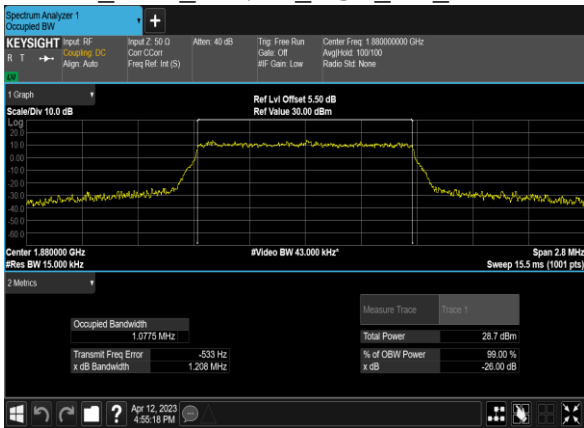 Spectrum Analyzer 1
Occupied BW
+
KEYSIGHT Input: RF Input Z: 50 Ω Atten: 40 dB Trig: Free Run Center Freq: 1.880000000 GHz
R T Coupling: DC Corr CCorr Gate: Off Avg|Hold: 100/100
Align: Auto Freq Ref: Int (S) #IF Gain: Low Radio Std: None
LXI
1 Graph
Ref Lvl Offset 5.50 dB
Scale/Div 10.0 dB Ref Value 30.00 dBm
Log
20.0
10.0
0.00
-10.0
-20.0
-30.0
-40.0
-50.0
-60.0
Center 1.880000 GHz #Video BW 43.000 kHz* Span 2.8 MHz
#Res BW 15.000 kHz Sweep 15.5 ms (1001 pts)
2 Metrics
Measure Trace Trace 1
Occupied Bandwidth
1.0775 MHz Total Power 28.7 dBm
Transmit Freq Error -533 Hz % of OBW Power 99.00 %
x dB Bandwidth 1.208 MHz x dB -26.00 dB
? Apr 12, 2023
4:55:18 PM